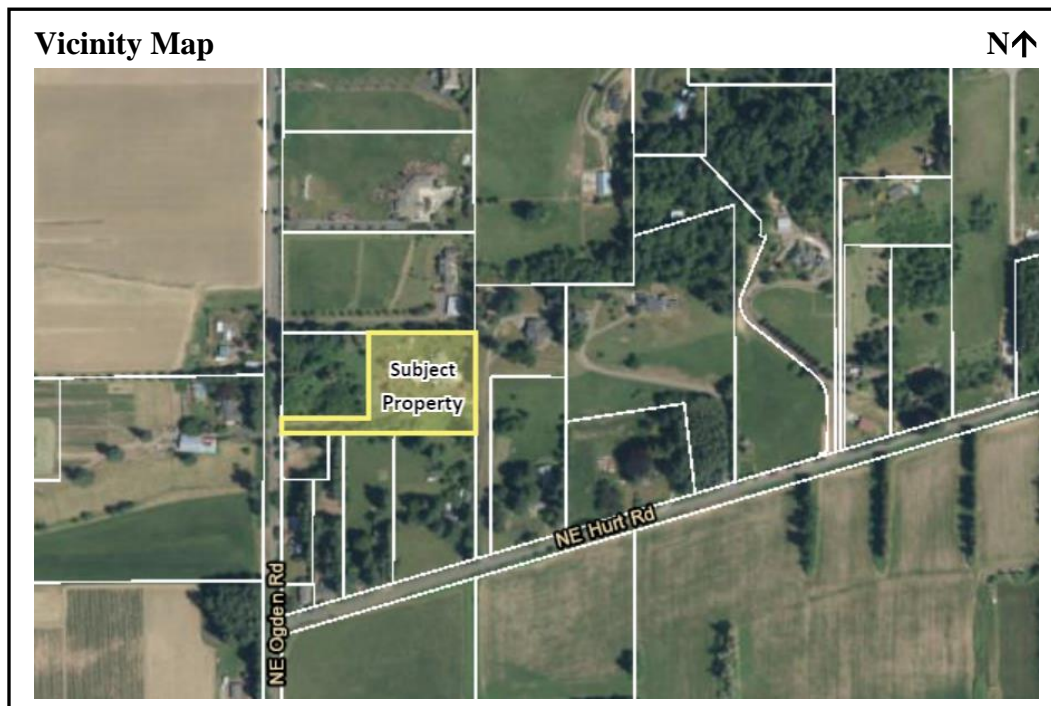 Vicinity Map
N↑
Subject
Property
NE Hurt Rd
NE Ogden Rd